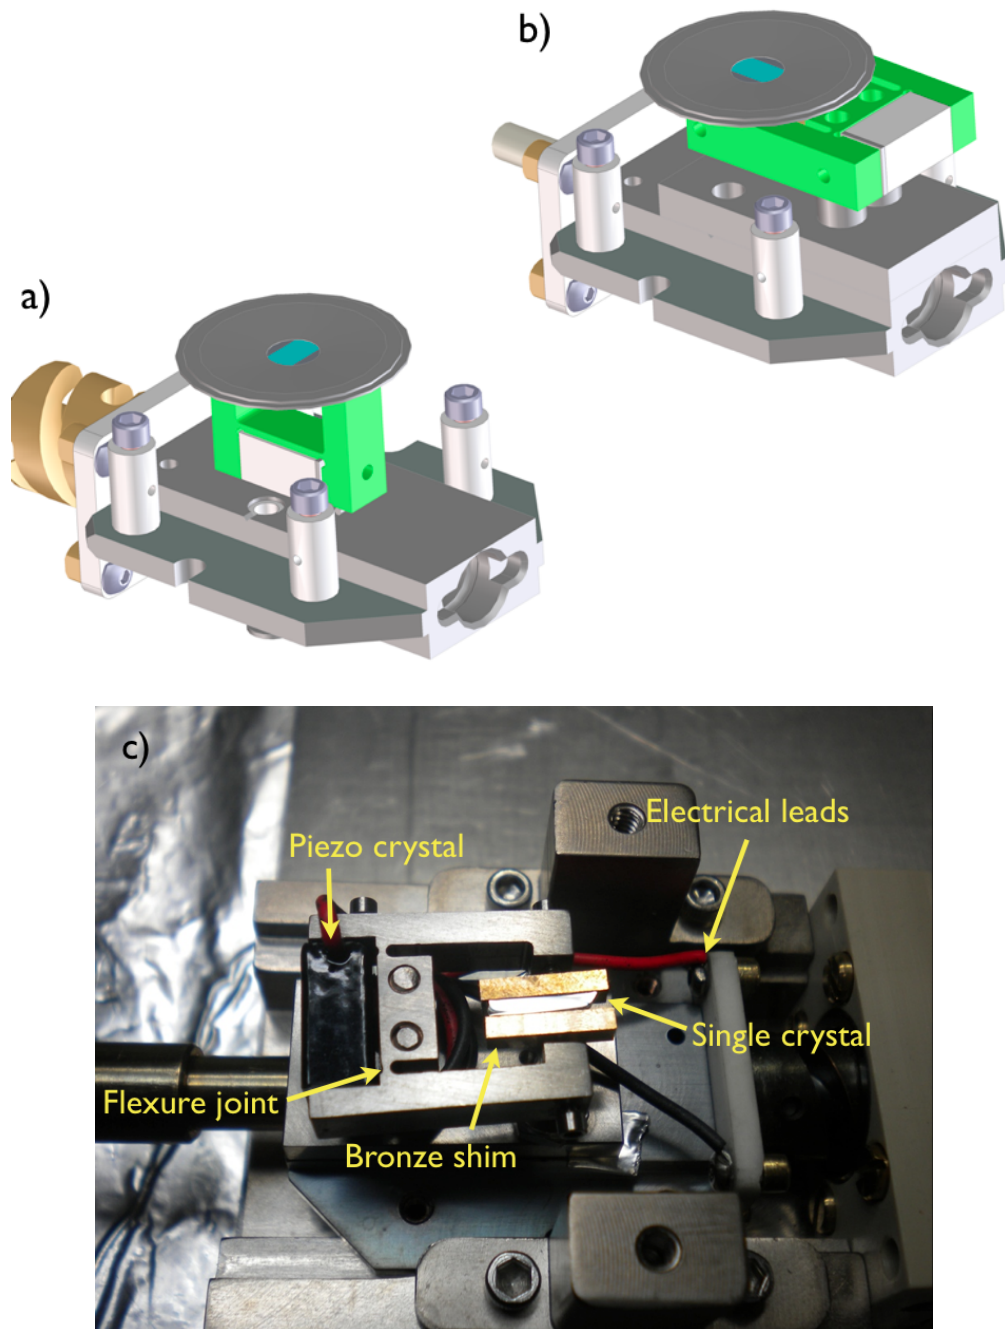 b)
a)
c)
Electrical leads
Piezo crystal
Single crystal
Flexure joint
Bronze shim